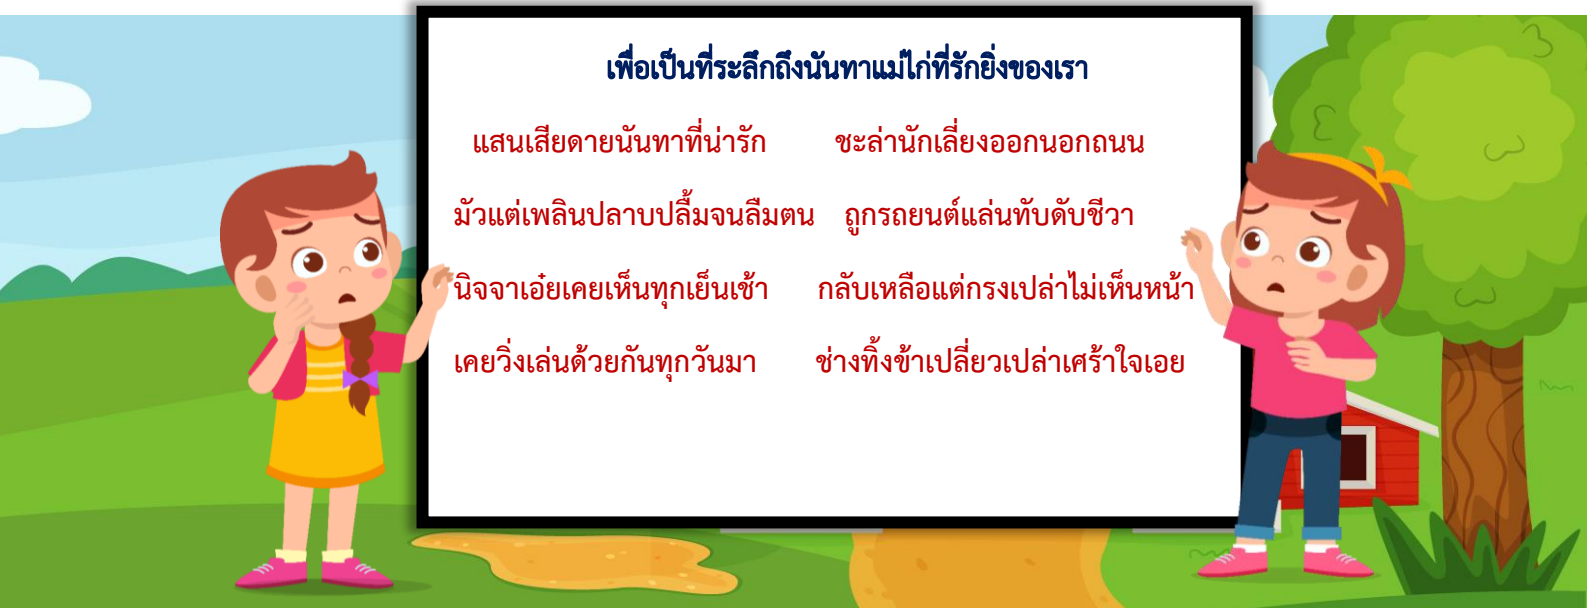 เพื่อเป็นที่ระลึกถึงนันทาแม่ไก่ที่รักยิ่งของเรา
แสนเสียดายนันทาที่น่ารัก ชะล่านักเลี่ยงออกนอกถนน
มัวแต่เพลินปลาบปลื้มจนลืมตน ถูกรถยนต์แล่นทับดับชีวา
นิจจาเอ๋ยเคยเห็นทุกเย็นเช้า กลับเหลือแต่กรงเปล่าไม่เห็นหน้า
เคยวิ่งเล่นด้วยกันทุกวันมา ช่างทิ้งข้าเปลี่ยวเปล่าเศร้าใจเอย